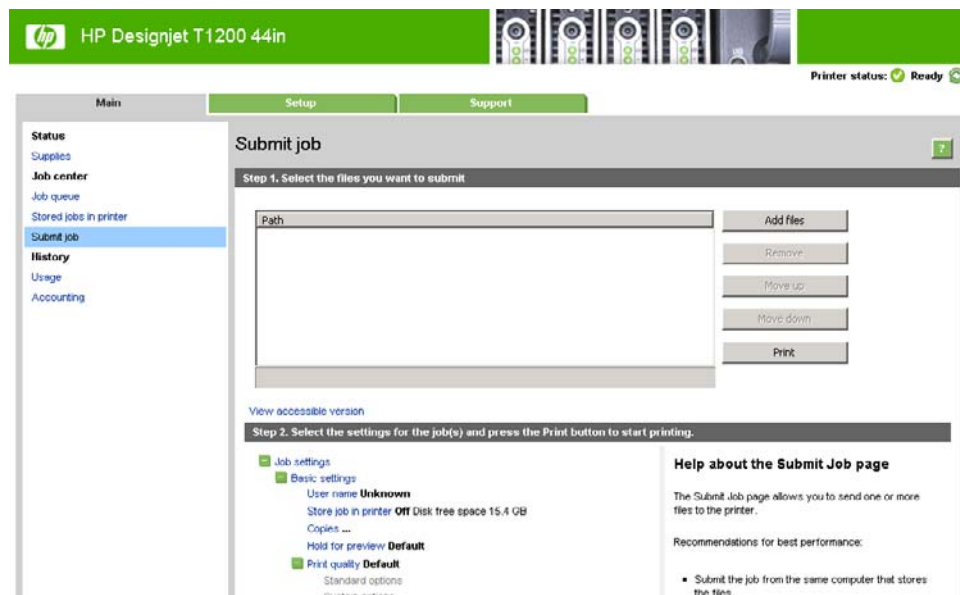 hp HP Designjet T1200 44in
Printer status: Ready
Main Setup Support
Status
Supplies
Job center
Job queue
Stored jobs in printer
Submit job
History
Usage
Accounting
Submit job
?
Step 1. Select the files you want to submit
Path
Add files
Remove
Move up
Move down
Print
View accessible version
Step 2. Select the settings for the job(s) and press the Print button to start printing.
Job settings
Basic settings
User name Unknown
Store job in printer Off Disk free space 15.4 GB
Copies ...
Hold for preview Default
Print quality Default
Standard options
Custom options
Help about the Submit Job page
The Submit Job page allows you to send one or more
files to the printer.
Recommendations for best performance:
• Submit the job from the same computer that stores
the files